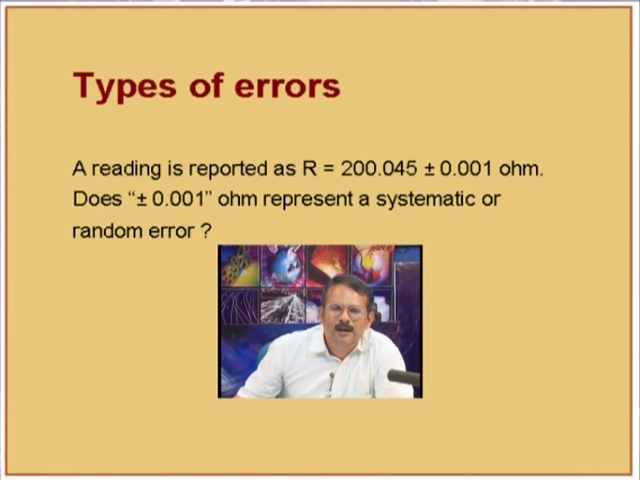 Types of errors
A reading is reported as R = 200.045 ± 0.001 ohm.
Does “± 0.001” ohm represent a systematic or
random error ?